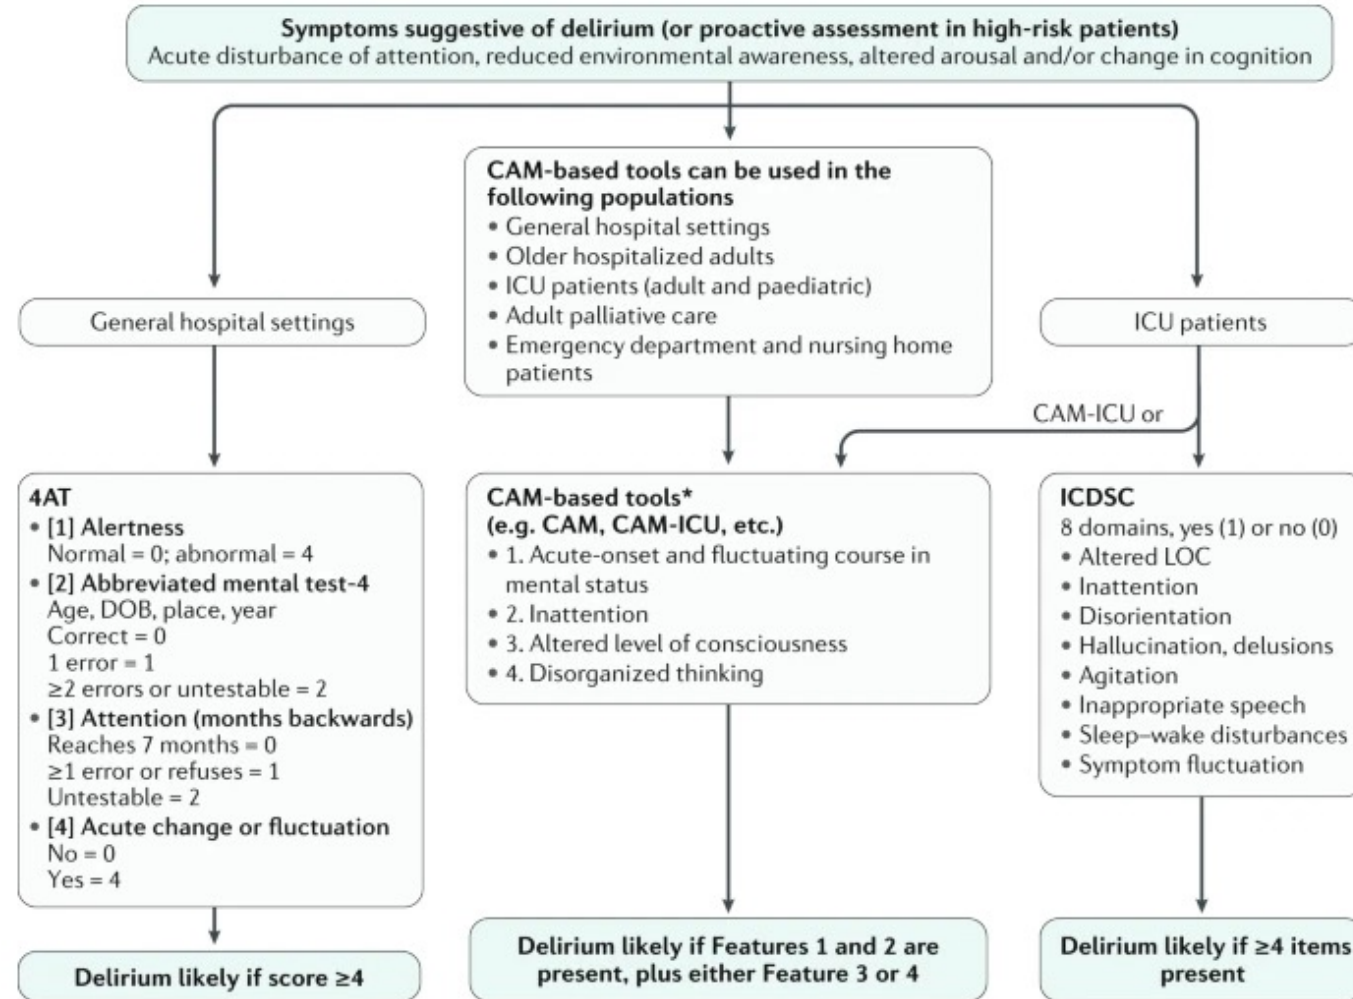 Symptoms suggestive of delirium (or proactive assessment in high-risk patients)
Acute disturbance of attention, reduced environmental awareness, altered arousal and/or change in cognition
General hospital settings
CAM-based tools can be used in the
following populations
• General hospital settings
• Older hospitalized adults
• ICU patients (adult and paediatric)
• Adult palliative care
• Emergency department and nursing home
patients
ICU patients
CAM-ICU or
4AT
• [1] Alertness
Normal = 0; abnormal = 4
• [2] Abbreviated mental test-4
Age, DOB, place, year
Correct = 0
1 error = 1
≥2 errors or untestable = 2
• [3] Attention (months backwards)
Reaches 7 months = 0
≥1 error or refuses = 1
Untestable = 2
• [4] Acute change or fluctuation
No = 0
Yes = 4
Delirium likely if score ≥4
CAM-based tools*
(e.g. CAM, CAM-ICU, etc.)
• 1. Acute-onset and fluctuating course in
mental status
• 2. Inattention
• 3. Altered level of consciousness
• 4. Disorganized thinking
Delirium likely if Features 1 and 2 are
present, plus either Feature 3 or 4
ICDSC
8 domains, yes (1) or no (0)
• Altered LOC
• Inattention
• Disorientation
• Hallucination, delusions
• Agitation
• Inappropriate speech
• Sleep–wake disturbances
• Symptom fluctuation
Delirium likely if ≥4 items
present